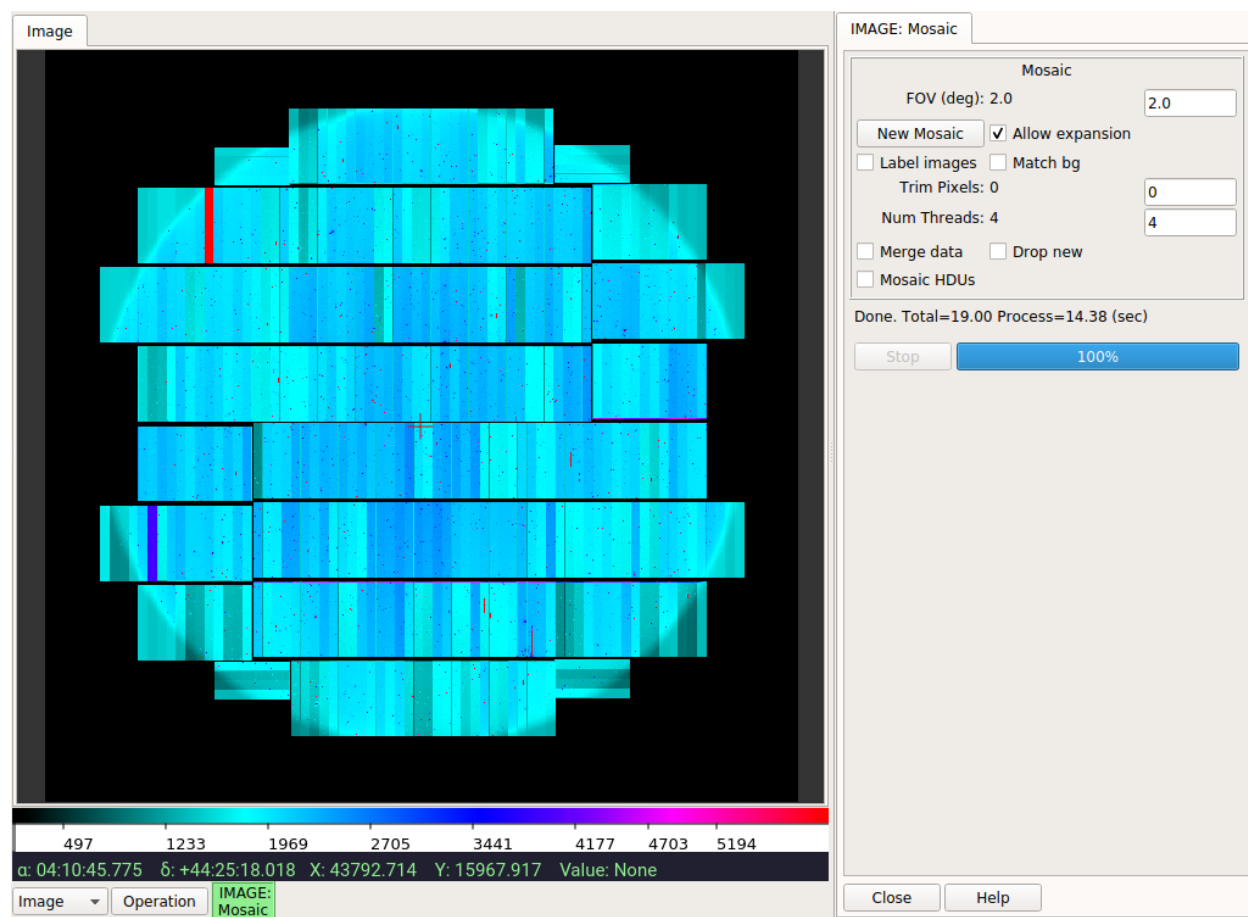 Image
IMAGE: Mosaic
Mosaic
FOV (deg): 2.0 2.0
New Mosaic Allow expansion
Label images Match bg
Trim Pixels: 0 0
Num Threads: 4 4
Merge data Drop new
Mosaic HDUs
Done. Total=19.00 Process=14.38 (sec)
Stop 100%
497 1233 1969 2705 3441 4177 4703 5194
α: 04:10:45.775 δ: +44:25:18.018 X: 43792.714 Y: 15967.917 Value: None
Image Operation IMAGE:
Mosaic
Close Help